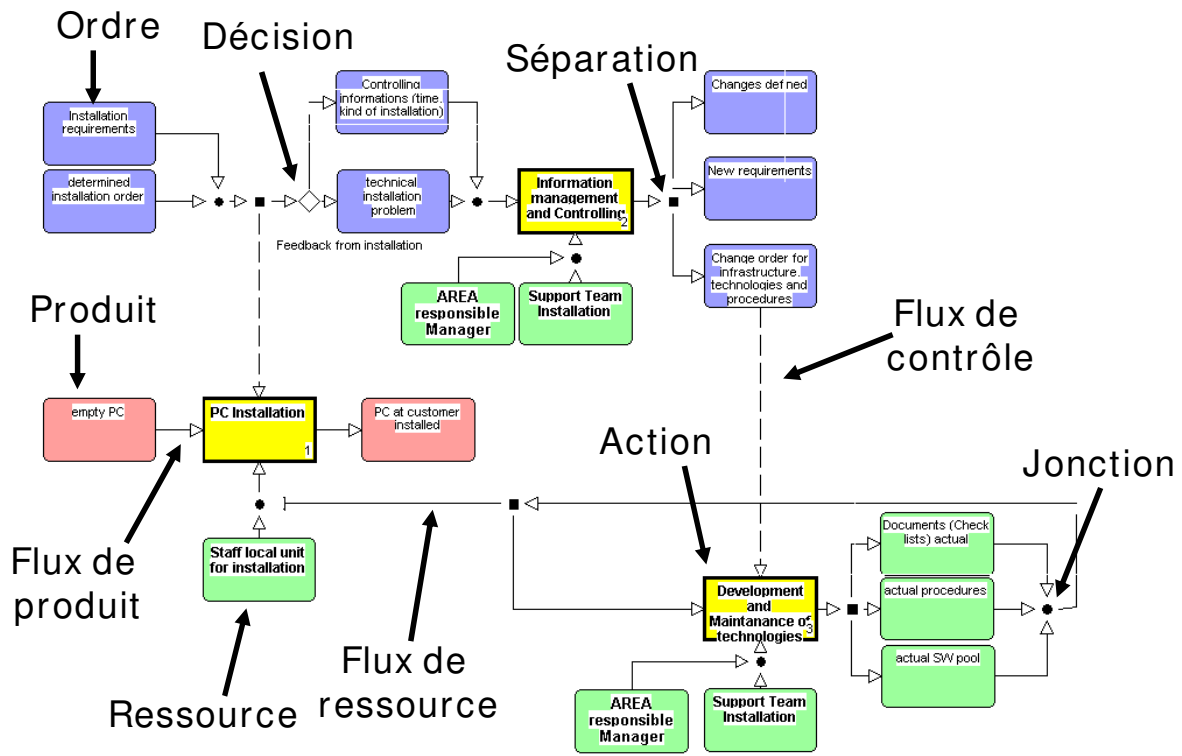 Ordre
Décision
Séparation
Controlling
informations (time,
kind of installation)
Changes defined
Installation
requirements
determined
installation order
technical
installation
problem
Information
management
and Controlling
2
New requirements
Feedback from installation
Change order for
infrastructure,
technologies and
procedures
AREA
responsible
Manager
Support Team
Installation
Produit
Flux de
contrôle
empty PC
PC Installation
1
PC at customer
installed
Action
Jonction
Flux de
produit
Staff local unit
for installation
Documents (Check
lists) actual
Development
and
Maintanance of
technologies
3
actual procedures
actual SW pool
Flux de
ressource
Ressource
AREA
responsible
Manager
Support Team
Installation